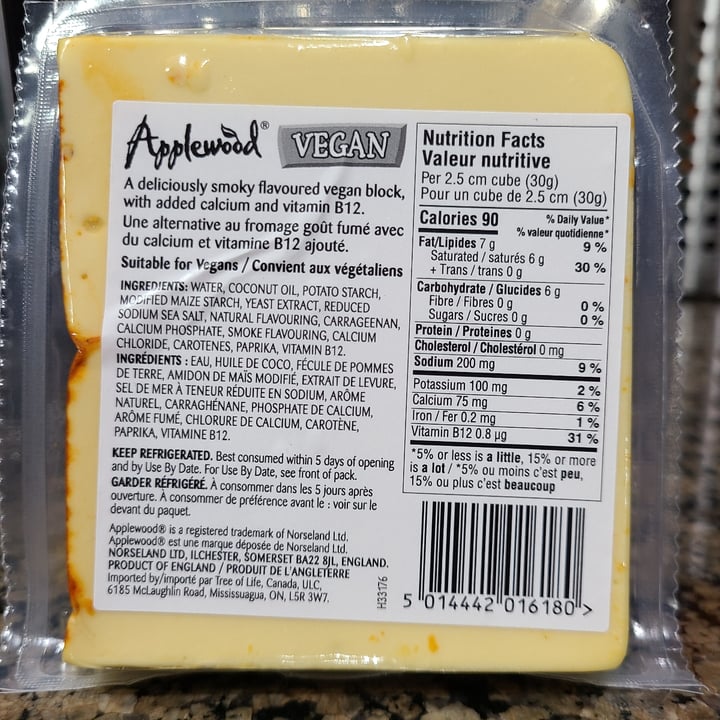 Applewood® VEGAN
A deliciously smoky flavoured vegan block,
with added calcium and vitamin B12.
Une alternative au fromage goût fumé avec
du calcium et vitamine B12 ajouté.
Suitable for Vegans / Convient aux végétaliens
INGREDIENTS: WATER, COCONUT OIL, POTATO STARCH,
MODIFIED MAIZE STARCH, YEAST EXTRACT, REDUCED
SODIUM SEA SALT, NATURAL FLAVOURING, CARRAGEENAN,
CALCIUM PHOSPHATE, SMOKE FLAVOURING, CALCIUM
CHLORIDE, CAROTENES, PAPRIKA, VITAMIN B12.
INGRÉDIENTS : EAU, HUILE DE COCO, FÉCULE DE POMMES
DE TERRE, AMIDON DE MAÏS MODIFIÉ, EXTRAIT DE LEVURE,
SEL DE MER À TENEUR RÉDUITE EN SODIUM, ARÔME
NATUREL, CARRAGHÉNANE, PHOSPHATE DE CALCIUM,
ARÔME FUMÉ, CHLORURE DE CALCIUM, CAROTÈNE,
PAPRIKA, VITAMINE B12.
KEEP REFRIGERATED. Best consumed within 5 days of opening
and by Use By Date. For Use By Date, see front of pack.
GARDER RÉFRIGÉRÉ. À consommer dans les 5 jours après
ouverture. À consommer de préférence avant le : voir sur le
devant du paquet.
Applewood® is a registered trademark of Norseland Ltd.
Applewood® est une marque déposée de Norseland Ltd.
NORSELAND LTD, ILCHESTER, SOMERSET BA22 8JL, ENGLAND.
PRODUCT OF ENGLAND / PRODUIT DE L'ANGLETERRE
Imported by/importé par Tree of Life, Canada, ULC,
6185 McLaughlin Road, Mississuagua, ON, L5R 3W7.
H33176
Nutrition Facts
Valeur nutritive
Per 2.5 cm cube (30g)
Pour un cube de 2.5 cm (30g)
Calories 90 % Daily Value*
% valeur quotidienne*
Fat/Lipides 7 g 9 %
Saturated / saturés 6 g
+ Trans / trans 0 g 30 %
Carbohydrate / Glucides 6 g
Fibre / Fibres 0 g 0 %
Sugars / Sucres 0 g 0 %
Protein / Protéines 0 g
Cholesterol / Cholestérol 0 mg
Sodium 200 mg 9 %
Potassium 100 mg 2 %
Calcium 75 mg 6 %
Iron / Fer 0.2 mg 1 %
Vitamin B12 0.8 µg 31 %
*5% or less is a little, 15% or more
is a lot / *5% ou moins c'est peu,
15% ou plus c'est beaucoup
5 014442 016180 >